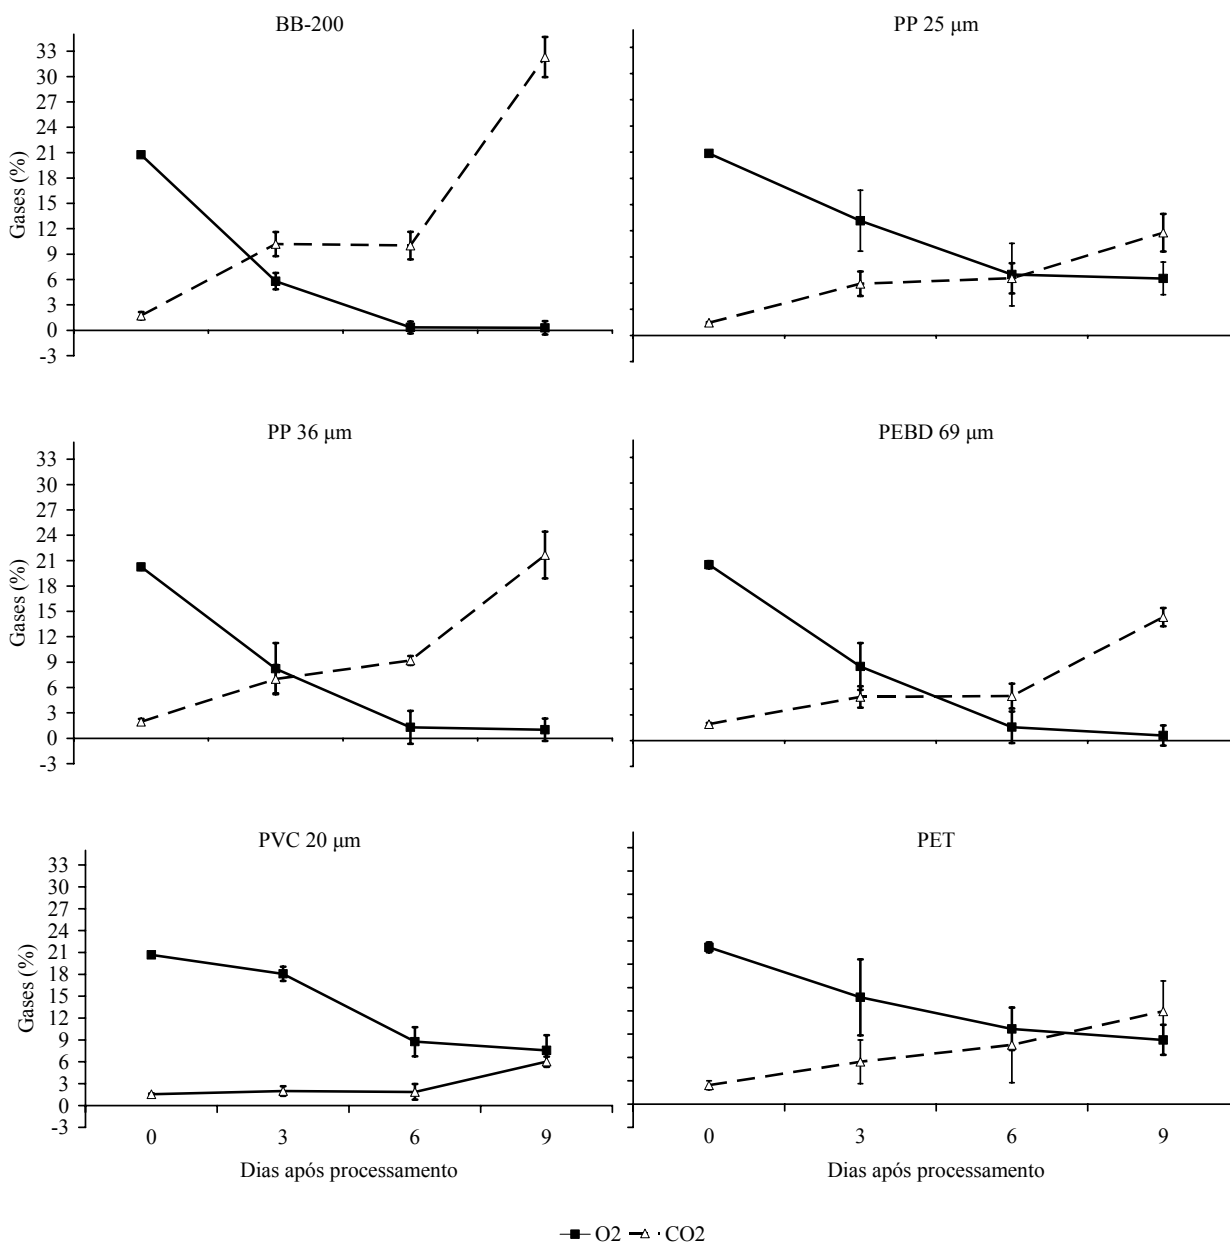 BB-200
PP 25 μm
33
30
27
24
21
18
15
12
9
6
3
0
-3
Gases (%)
PP 36 μm
PEBD 69 μm
33
30
27
24
21
18
15
12
9
6
3
0
-3
Gases (%)
PVC 20 μm
PET
33
30
27
24
21
18
15
12
9
6
3
0
-3
Gases (%)
0 3 6 9
0 3 6 9
Dias após processamento
Dias após processamento
O2 CO2